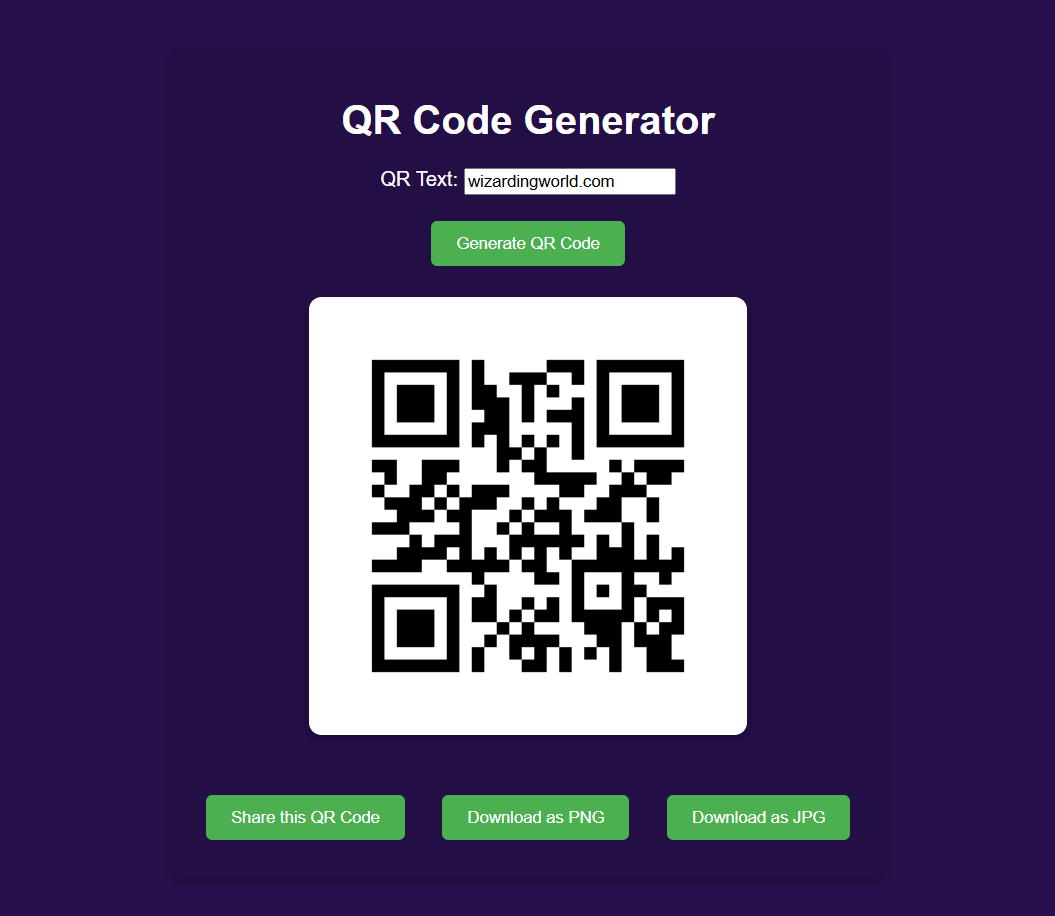 QR Code Generator
QR Text: wizardingworld.com
Generate QR Code
Share this QR Code Download as PNG Download as JPG